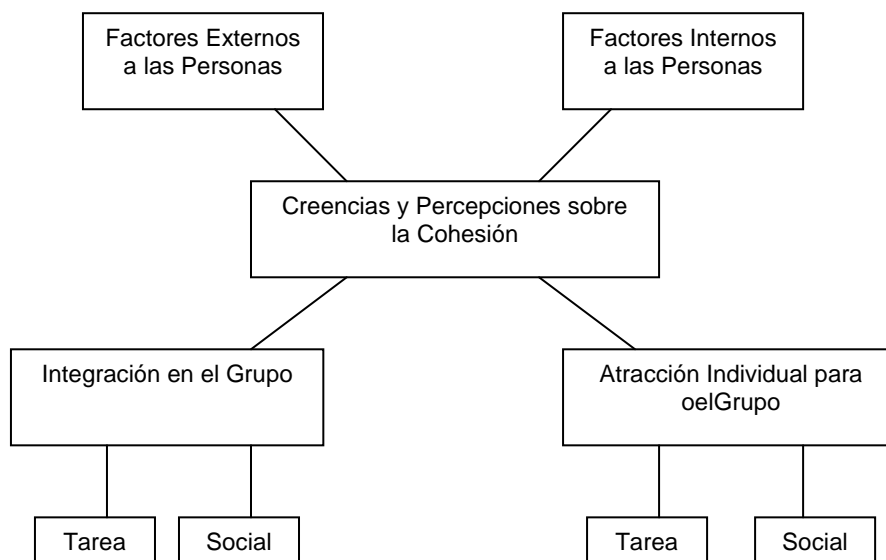 Factores Externos
a las Personas
Factores Internos
a las Personas
Creencias y Percepciones sobre
la Cohesión
Integración en el Grupo
Atracción Individual para
oelGrupo
Tarea
Social
Tarea
Social